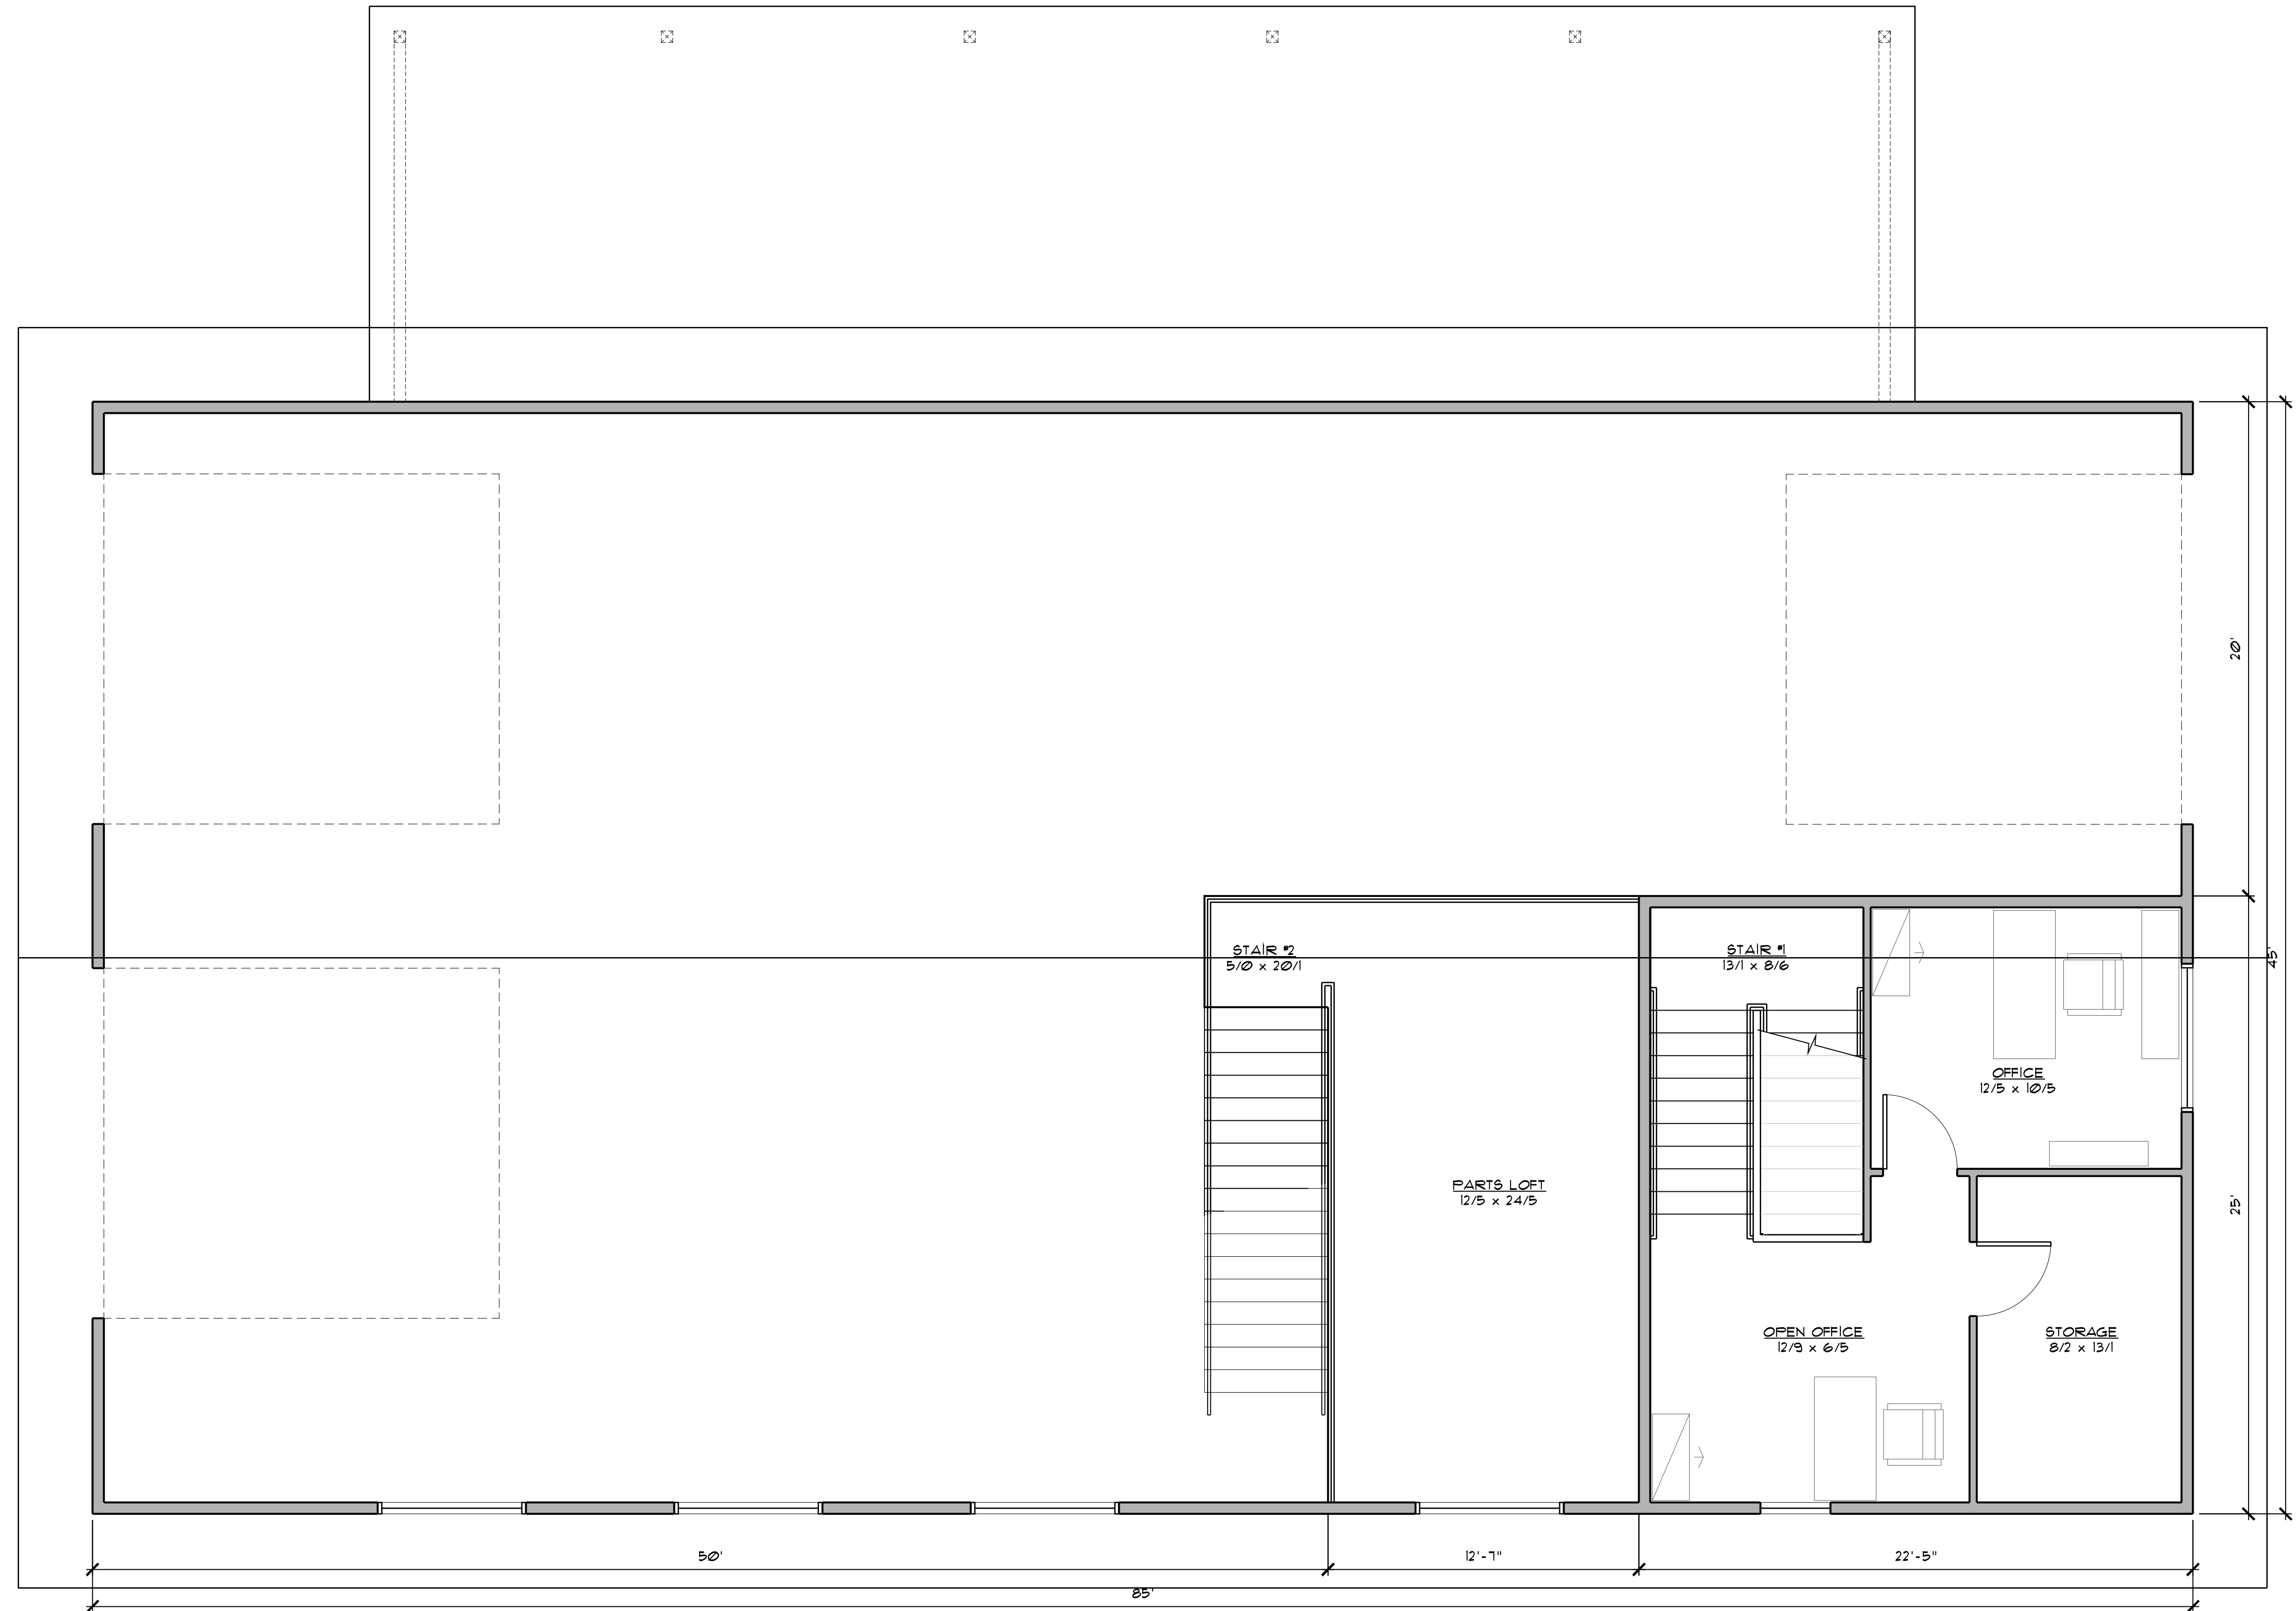 20'
STAIR #2
5/0 x 20/1
STAIR #1
13/1 x 8/6
45'
OFFICE
12/5 x 10/5
PARTS LOFT
12/5 x 24/5
25'
OPEN OFFICE
12/9 x 6/5
STORAGE
8/2 x 13/1
50'
12'-7"
22'-5"
85'